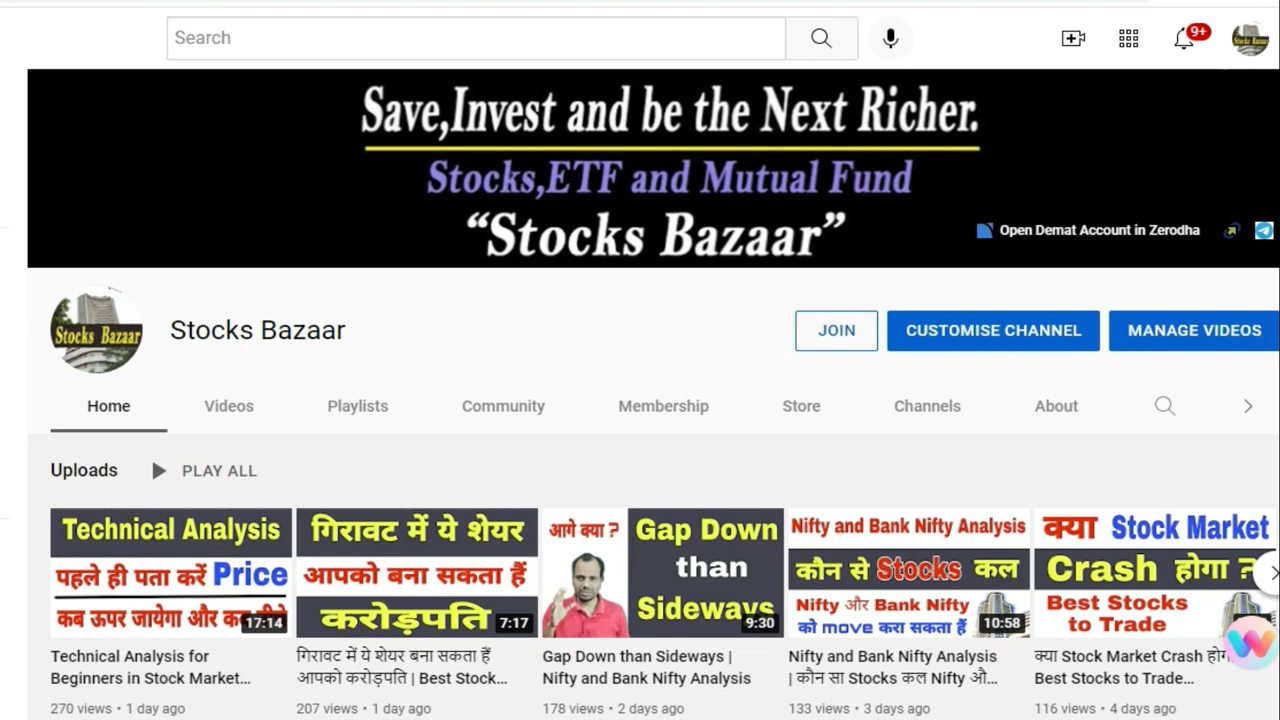 Search
9+
Save,Invest and be the Next Richer.
Stocks,ETF and Mutual Fund
“Stocks Bazaar”
Open Demat Account in Zerodha
Stocks Bazaar
Stocks Bazaar
JOIN
CUSTOMISE CHANNEL
MANAGE VIDEOS
Home
Videos
Playlists
Community
Membership
Store
Channels
About
Uploads
PLAY ALL
Technical Analysis
पहले ही पता करें Price
कब ऊपर जायेगा और
17:14
गिरावट में ये शेयर
आपको बना सकता हैं
करोड़पति
7:17
आगे क्या ?
Gap Down
than
Sideways
9:30
Nifty and Bank Nifty Analysis
कौन से Stocks कल
Nifty और Bank Nifty
को move करा सकता हैं
10:58
क्या Stock Market
Crash होगा ?
Best Stocks
to Trade
Technical Analysis for
Beginners in Stock Market...
270 views • 1 day ago
गिरावट में ये शेयर बना सकता हैं
आपको करोड़पति | Best Stock...
207 views • 1 day ago
Gap Down than Sideways |
Nifty and Bank Nifty Analysis
178 views • 2 days ago
Nifty and Bank Nifty Analysis
| कौन सा Stocks कल Nifty औ...
133 views • 3 days ago
क्या Stock Market Crash
Best Stocks to Trade...
116 views • 4 days ago